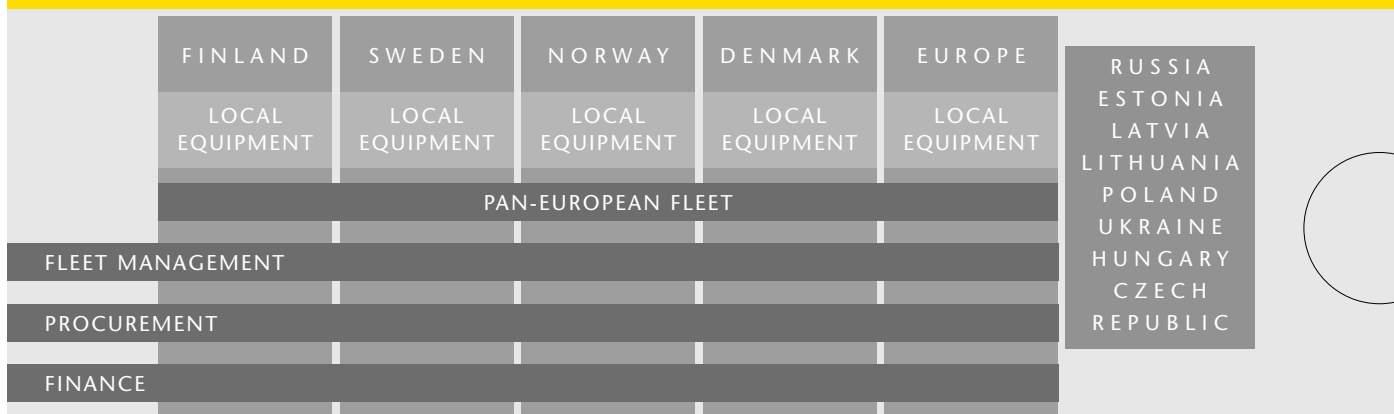 FINLAND
SWEDEN
NORWAY
DENMARK
EUROPE
LOCAL
EQUIPMENT
LOCAL
EQUIPMENT
LOCAL
EQUIPMENT
LOCAL
EQUIPMENT
LOCAL
EQUIPMENT
PAN-EUROPEAN FLEET
FLEET MANAGEMENT
PROCUREMENT
FINANCE
RUSSIA
ESTONIA
LATVIA
LITHUANIA
POLAND
UKRAINE
HUNGARY
CZECH
REPUBLIC